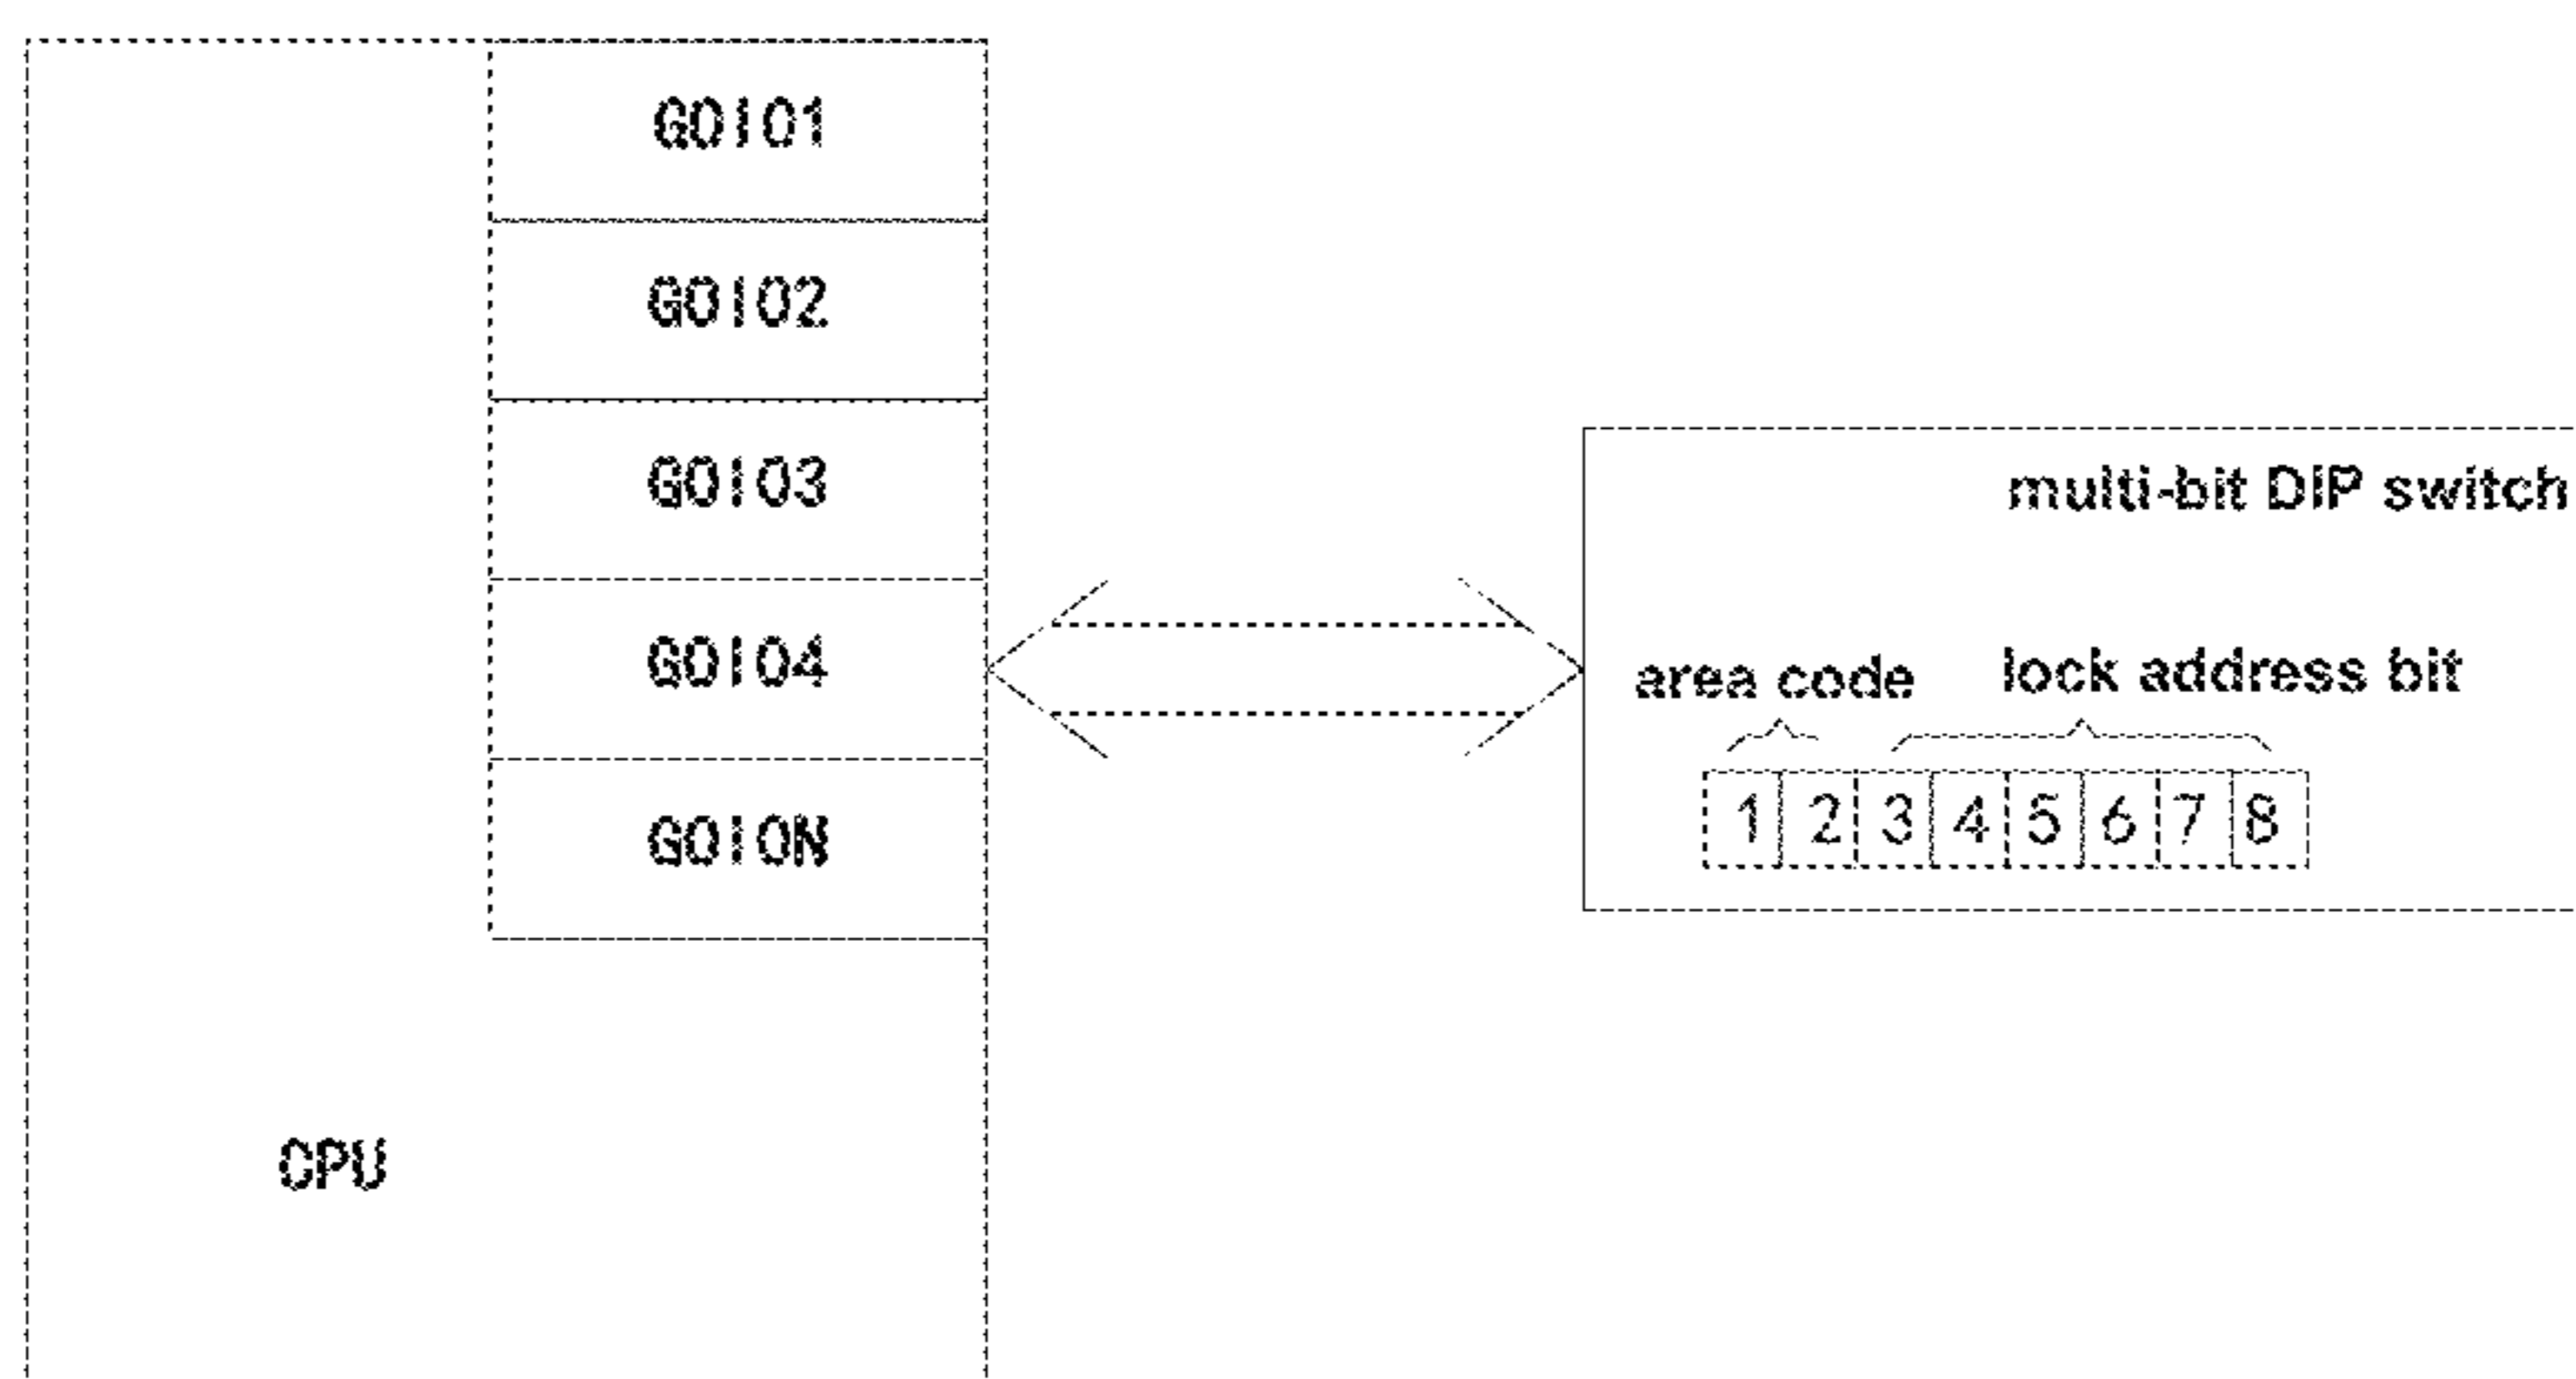 GOIO1
GOIO2
GOIO3
GOIO4
GOION
CPU
multi-bit DIP switch
area code lock address bit
1 2 3 4 5 6 7 8